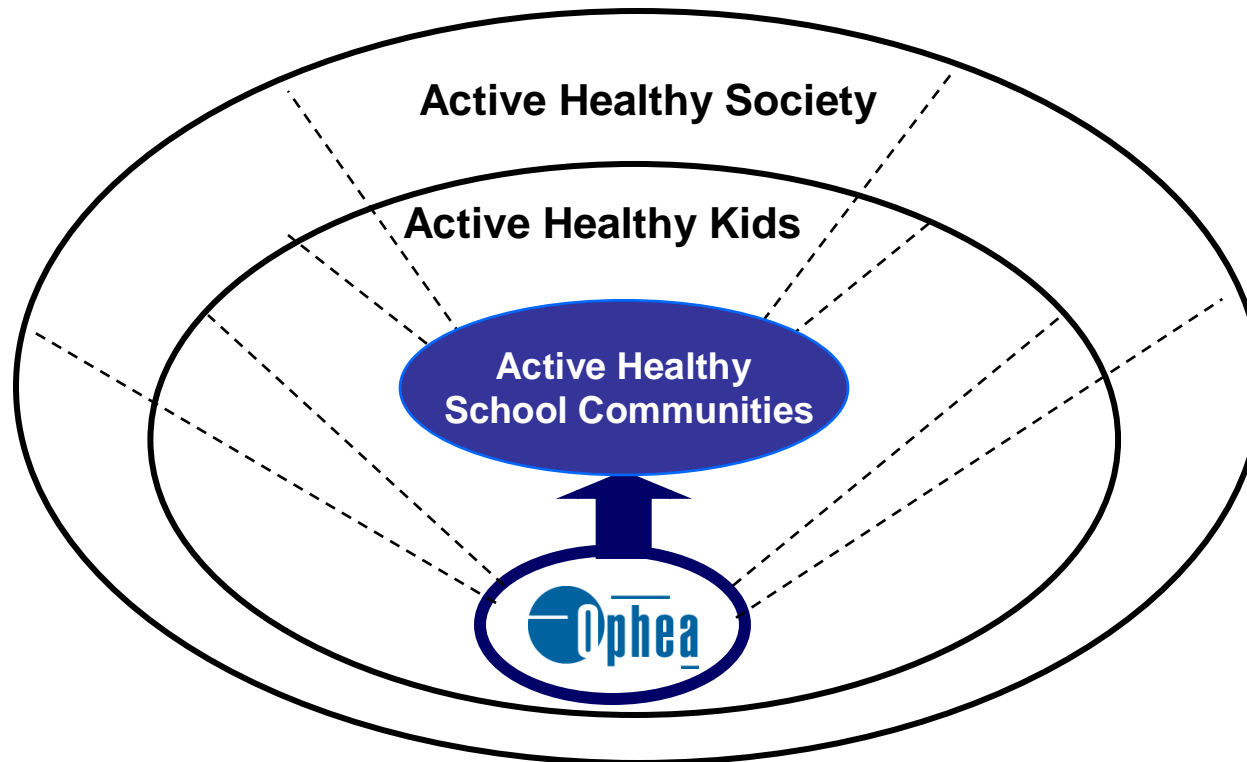 Active Healthy Society
Active Healthy Kids
Active Healthy
School Communities
Ophea